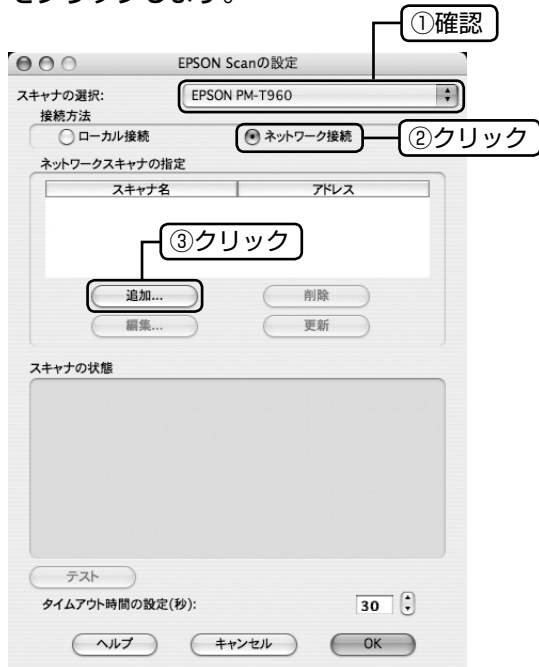 をクリックします。
①確認
EPSON Scanの設定
スキャナの選択: EPSON PM-T960
接続方法
ローカル接続 ネットワーク接続 ②クリック
ネットワークスキャナの指定
スキャナ名 アドレス
③クリック
追加... 削除
編集... 更新
スキャナの状態
テスト
タイムアウト時間の設定(秒): 30
ヘルプ キャンセル OK